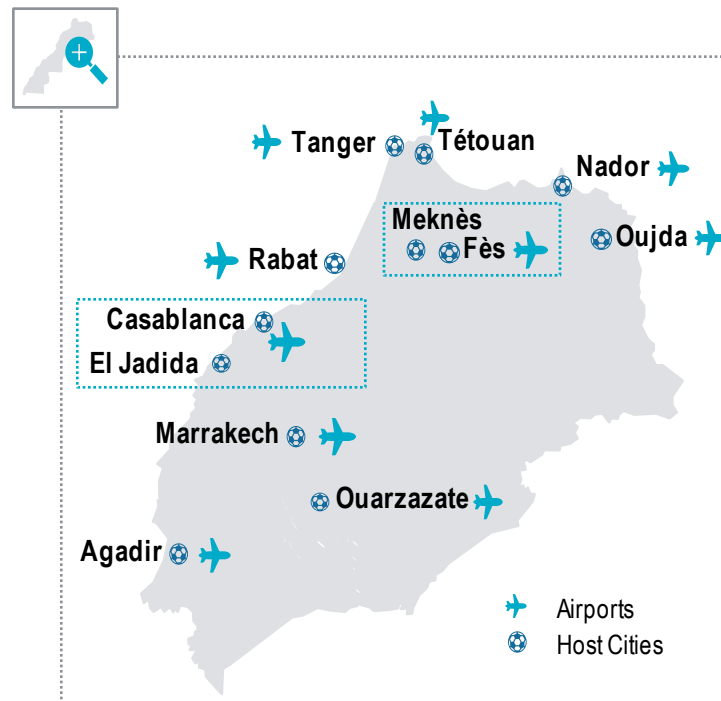 Tanger
Tétouan
Nador
Meknès
Fès
Oujda
Rabat
Casablanca
El Jadida
Marrakech
Ouarzazate
Agadir
Airports
Host Cities